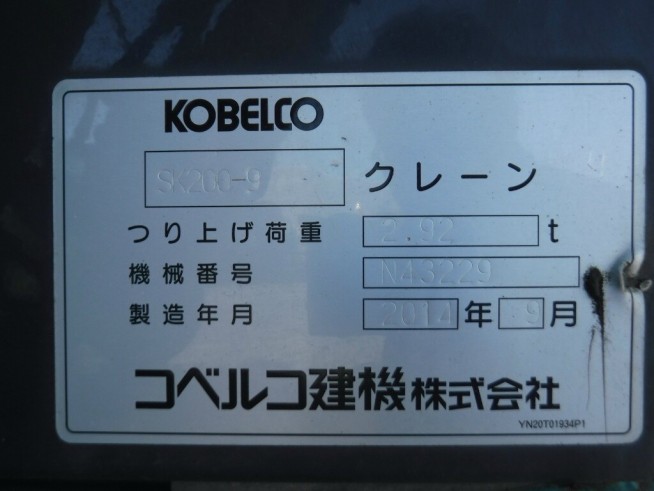 KOBELCO
SK200-9 クレーン
つり上げ荷重 2.92 t
機械番号 N43229
製造年月 2014 年 9 月
コベルコ建機株式会社
YN20T01934P1